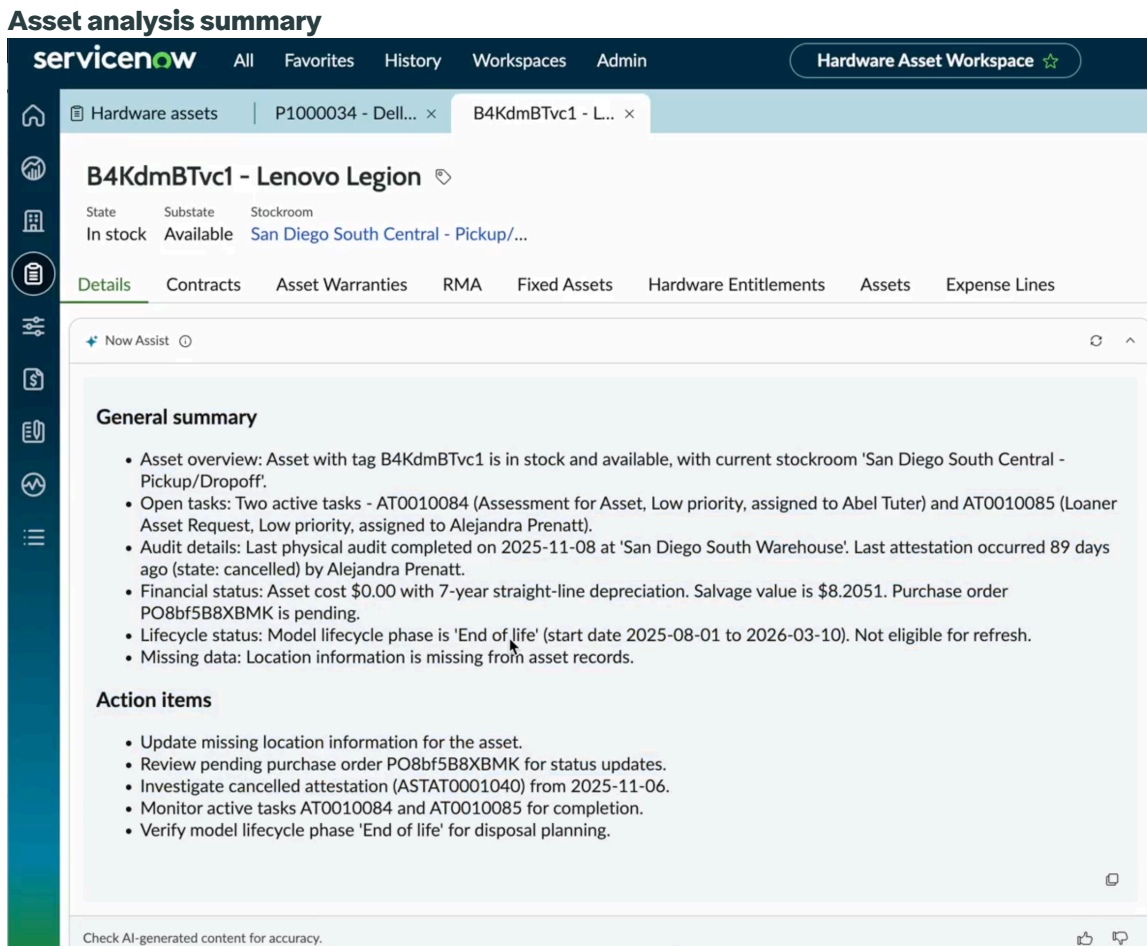 Asset analysis summary
servicenow All Favorites History Workspaces Admin Hardware Asset Workspace
Hardware assets P1000034 - Dell... × B4KdmBTvc1 - L... ×
B4KdmBTvc1 - Lenovo Legion
State Substate Stockroom
In stock Available San Diego South Central - Pickup/...
Details Contracts Asset Warranties RMA Fixed Assets Hardware Entitlements Assets Expense Lines
Now Assist
General summary
• Asset overview: Asset with tag B4KdmBTvc1 is in stock and available, with current stockroom 'San Diego South Central -
Pickup/Dropoff'.
• Open tasks: Two active tasks - AT0010084 (Assessment for Asset, Low priority, assigned to Abel Tuter) and AT0010085 (Loaner
Asset Request, Low priority, assigned to Alejandra Prenatt).
• Audit details: Last physical audit completed on 2025-11-08 at 'San Diego South Warehouse'. Last attestation occurred 89 days
ago (state: cancelled) by Alejandra Prenatt.
• Financial status: Asset cost $0.00 with 7-year straight-line depreciation. Salvage value is $8.2051. Purchase order
PO8bf5B8XBMK is pending.
• Lifecycle status: Model lifecycle phase is 'End of life' (start date 2025-08-01 to 2026-03-10). Not eligible for refresh.
• Missing data: Location information is missing from asset records.
Action items
• Update missing location information for the asset.
• Review pending purchase order PO8bf5B8XBMK for status updates.
• Investigate cancelled attestation (ASTAT0001040) from 2025-11-06.
• Monitor active tasks AT0010084 and AT0010085 for completion.
• Verify model lifecycle phase 'End of life' for disposal planning.
Check AI-generated content for accuracy.